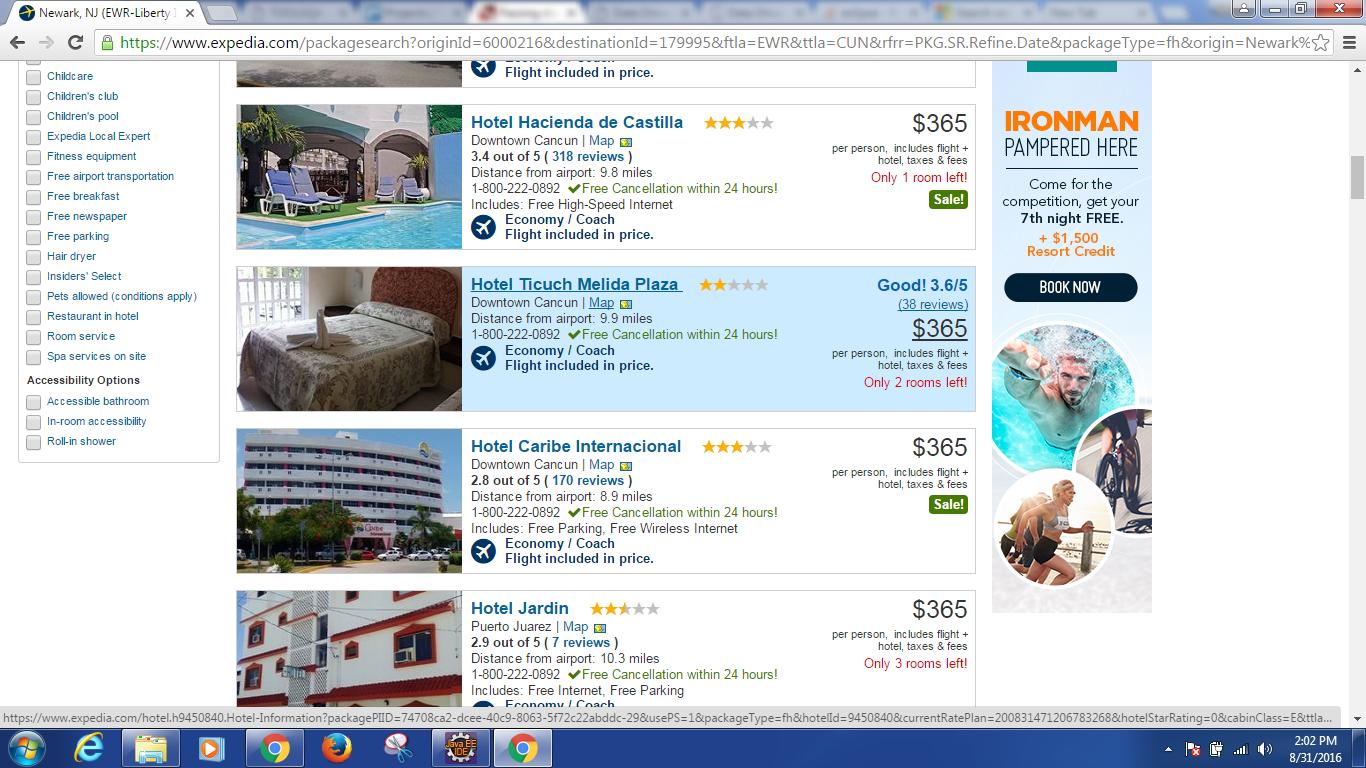 Newark, NJ (EWR-Liberty
https://www.expedia.com/packagesearch?originId=6000216&destinationId=179995&ftla=EWR&ttla=CUN&rfrr=PKG.SR.Refine.Date&packageType=fh&origin=Newark%
Childcare
Children's club
Children's pool
Expedia Local Expert
Fitness equipment
Free airport transportation
Free breakfast
Free newspaper
Free parking
Hair dryer
Insiders' Select
Pets allowed (conditions apply)
Restaurant in hotel
Room service
Spa services on site
Accessibility Options
Accessible bathroom
In-room accessibility
Roll-in shower
Economy / Coach
Flight included in price.
Hotel Hacienda de Castilla
Downtown Cancun | Map
3.4 out of 5 ( 318 reviews )
Distance from airport: 9.8 miles
1-800-222-0892 Free Cancellation within 24 hours!
Includes: Free High-Speed Internet
Economy / Coach
Flight included in price.
$365
per person, includes flight +
hotel, taxes & fees
Only 1 room left!
Sale!
Hotel Ticuch Melida Plaza
Downtown Cancun | Map
Distance from airport: 9.9 miles
1-800-222-0892 Free Cancellation within 24 hours!
Economy / Coach
Flight included in price.
Good! 3.6/5
(38 reviews)
$365
per person, includes flight +
hotel, taxes & fees
Only 2 rooms left!
Hotel Caribe Internacional
Downtown Cancun | Map
2.8 out of 5 ( 170 reviews )
Distance from airport: 8.9 miles
1-800-222-0892 Free Cancellation within 24 hours!
Includes: Free Parking, Free Wireless Internet
Economy / Coach
Flight included in price.
$365
per person, includes flight +
hotel, taxes & fees
Sale!
Hotel Jardin
Puerto Juarez | Map
2.9 out of 5 ( 7 reviews )
Distance from airport: 10.3 miles
1-800-222-0892 Free Cancellation within 24 hours!
Includes: Free Internet, Free Parking
Economy / Coach
$365
per person, includes flight +
hotel, taxes & fees
Only 3 rooms left!
IRONMAN
PAMPERED HERE
Come for the
competition, get your
7th night FREE.
+ $1,500
Resort Credit
BOOK NOW
https://www.expedia.com/hotel.h9450840.Hotel-Information?packagePIID=74708ca2-dcee-40c9-8063-5f72c22abddc-29&usePS=1&packageType=fh&hotelId=9450840&currentRatePlan=200831471206783268&hotelStarRating=0&cabinClass=E&ttla...
Java EE
IDE
2:02 PM
8/31/2016